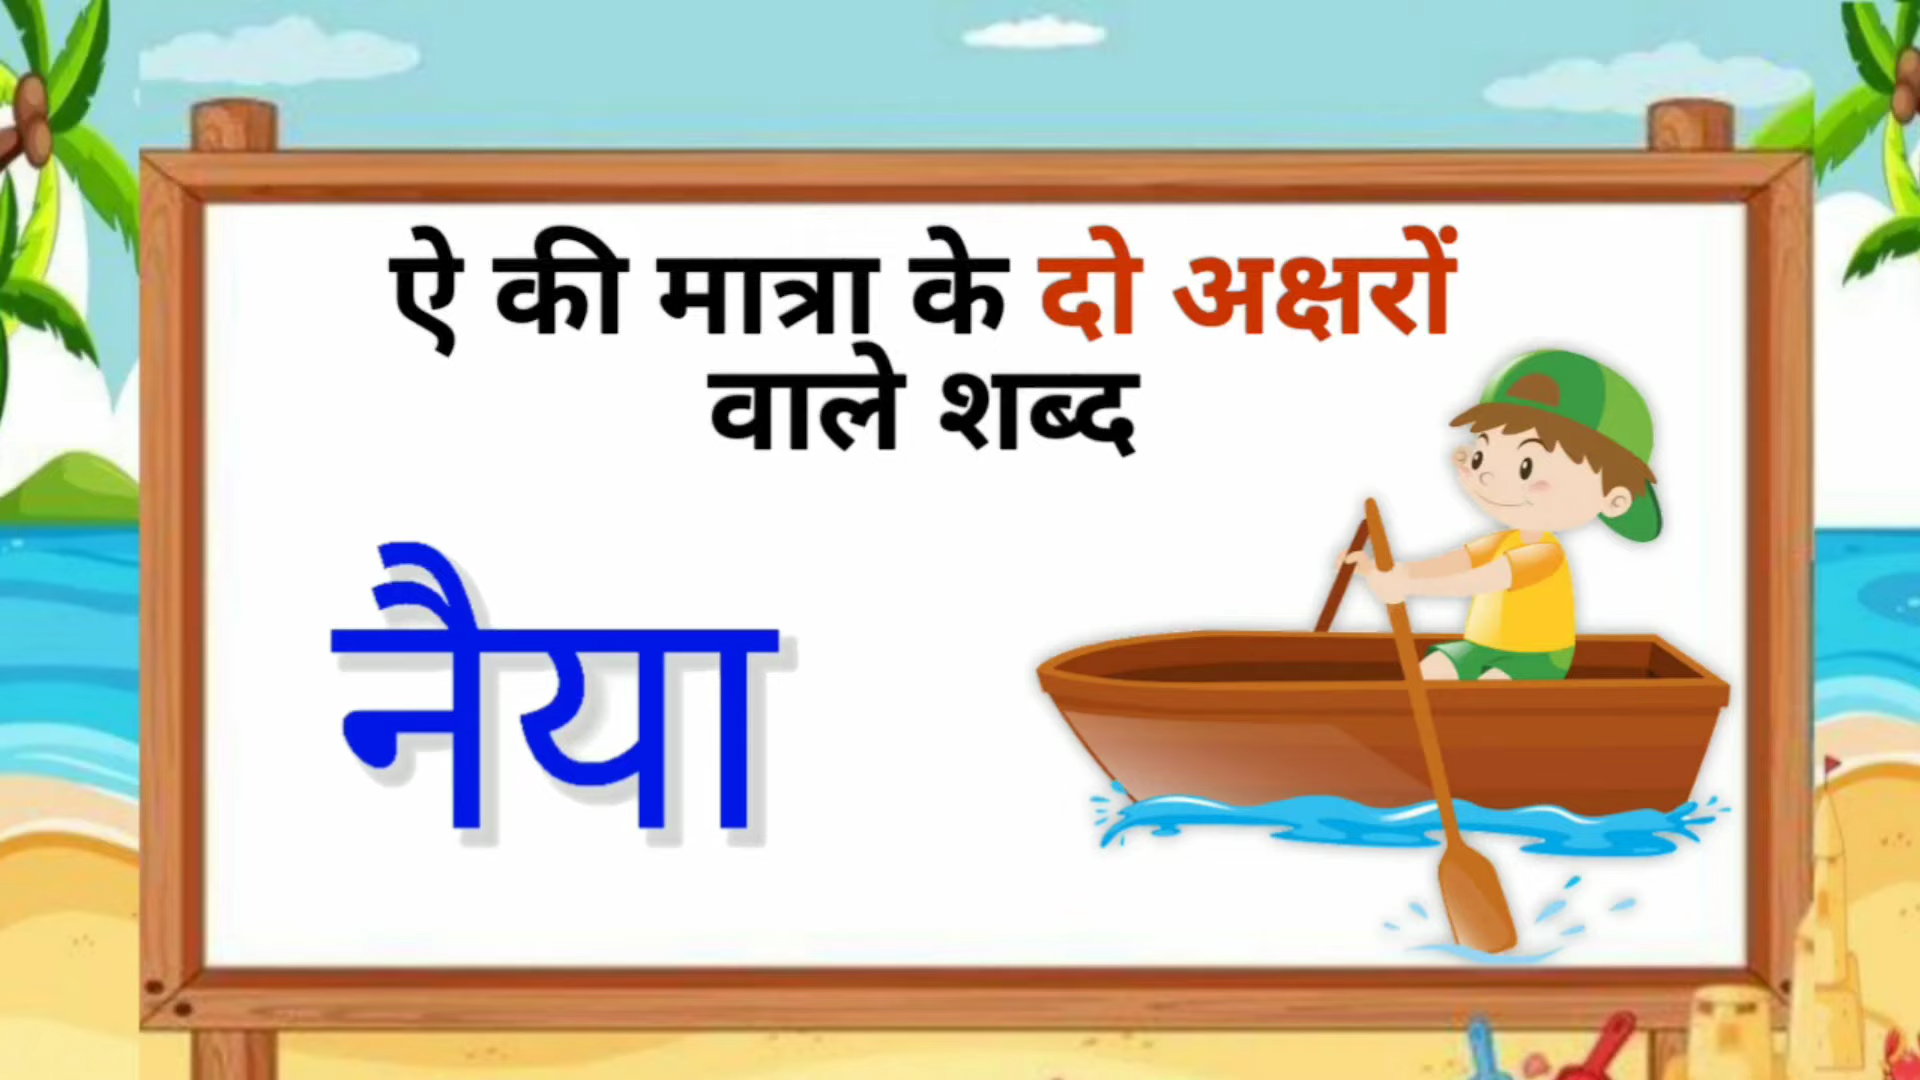 ऐ की मात्रा के दो अक्षरों
वाले शब्द
नैया